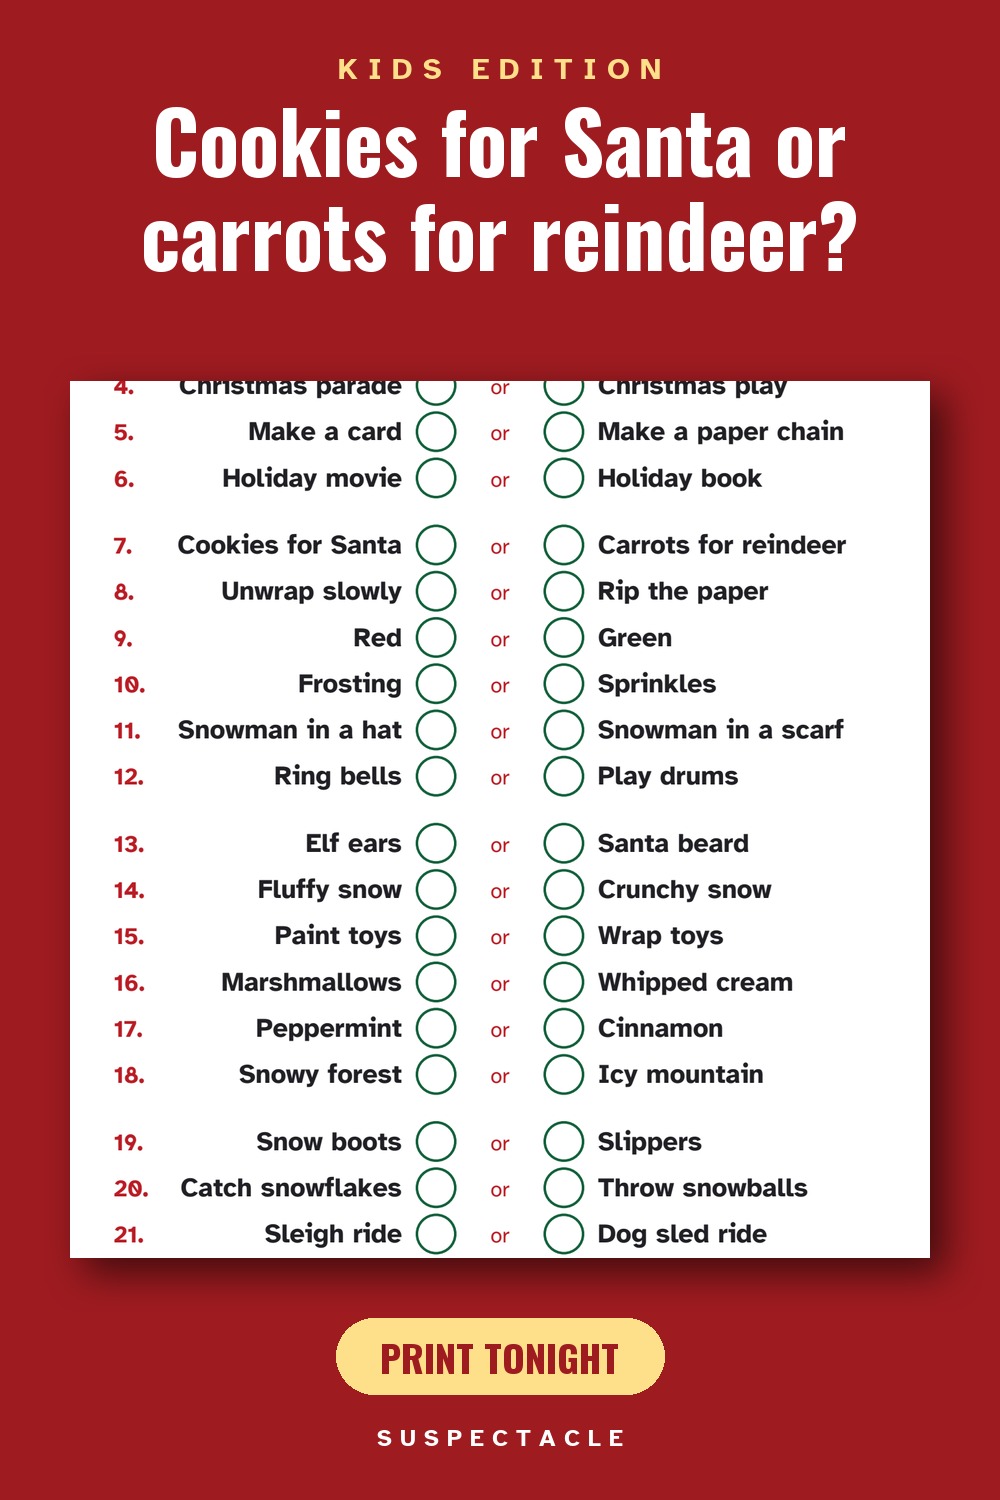 KIDS EDITION
Cookies for Santa or
carrots for reindeer?
4. Christmas parade or Christmas play
5. Make a card or Make a paper chain
6. Holiday movie or Holiday book
7. Cookies for Santa or Carrots for reindeer
8. Unwrap slowly or Rip the paper
9. Red or Green
10. Frosting or Sprinkles
11. Snowman in a hat or Snowman in a scarf
12. Ring bells or Play drums
13. Elf ears or Santa beard
14. Fluffy snow or Crunchy snow
15. Paint toys or Wrap toys
16. Marshmallows or Whipped cream
17. Peppermint or Cinnamon
18. Snowy forest or Icy mountain
19. Snow boots or Slippers
20. Catch snowflakes or Throw snowballs
21. Sleigh ride or Dog sled ride
PRINT TONIGHT
SUSPECTACLE